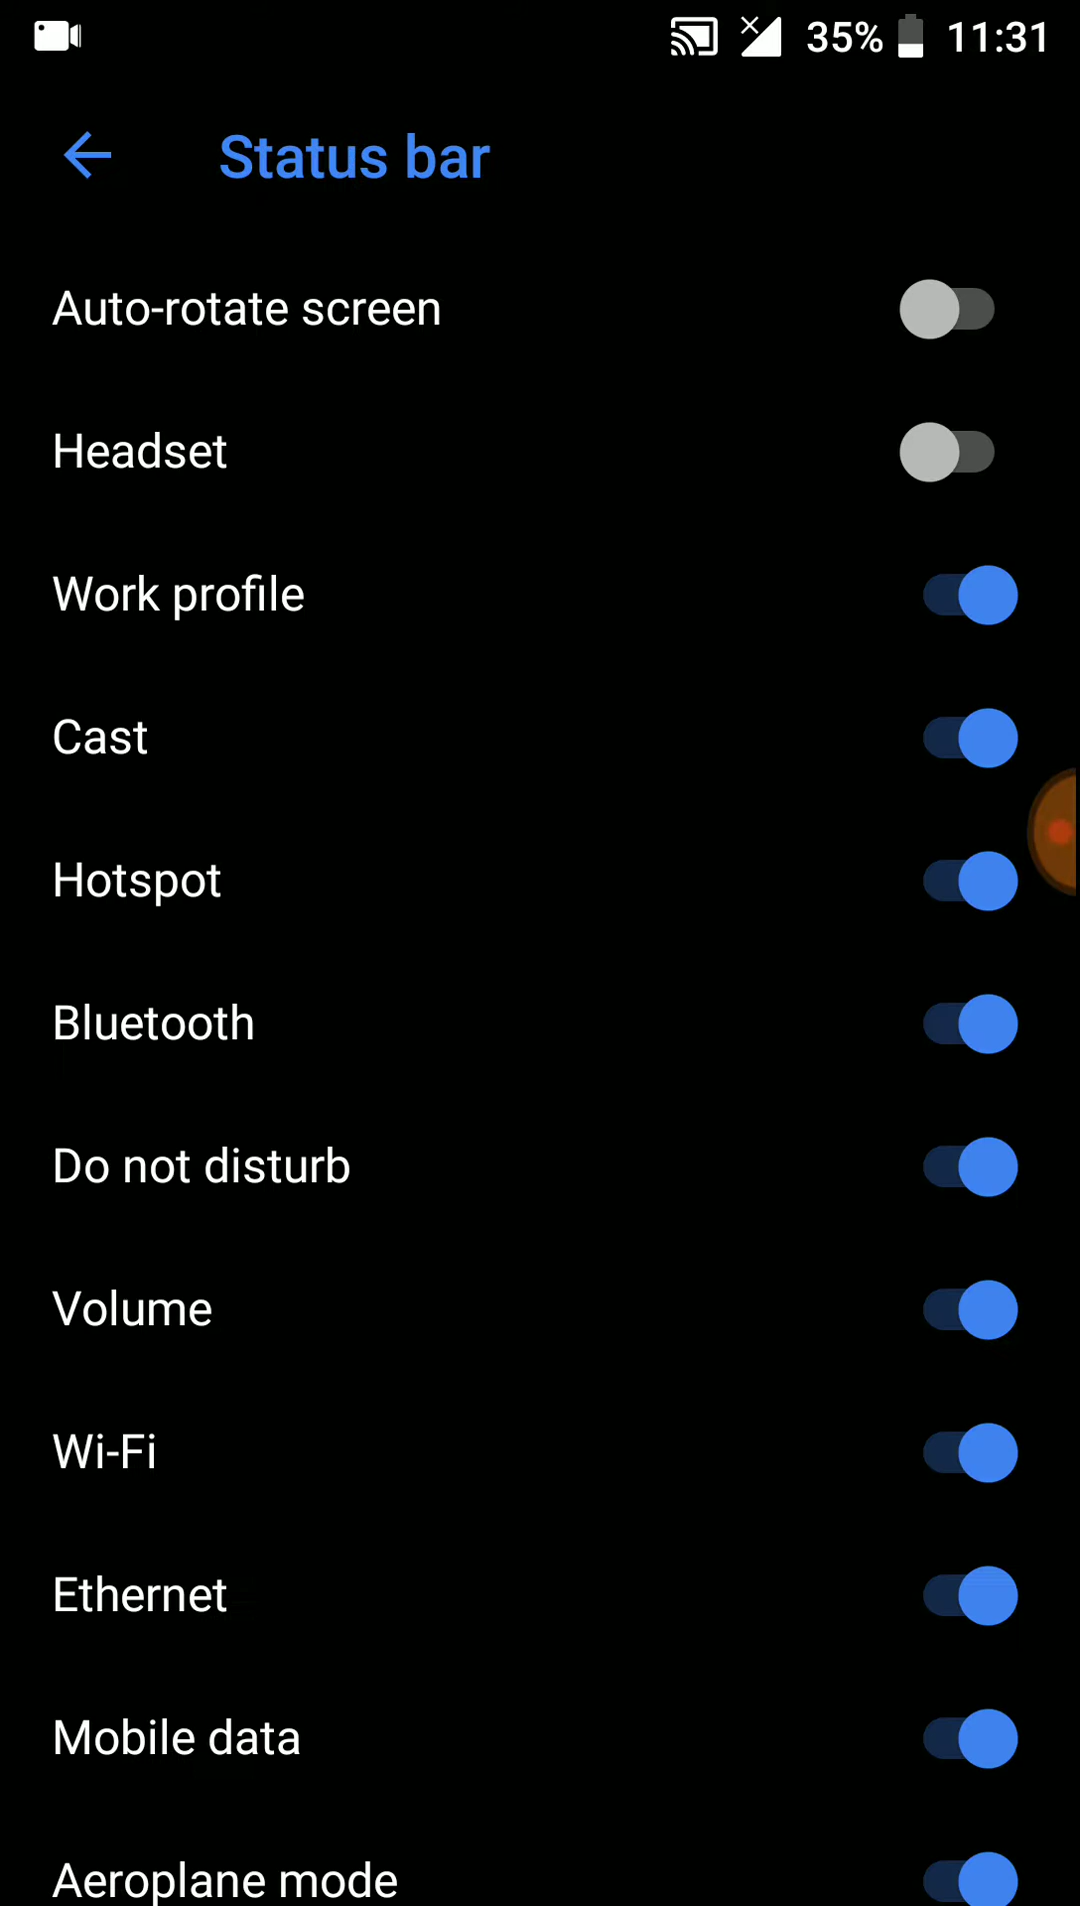 35% 11:31
Status bar
Auto-rotate screen
Headset
Work profile
Cast
Hotspot
Bluetooth
Do not disturb
Volume
Wi-Fi
Ethernet
Mobile data
Aeroplane mode